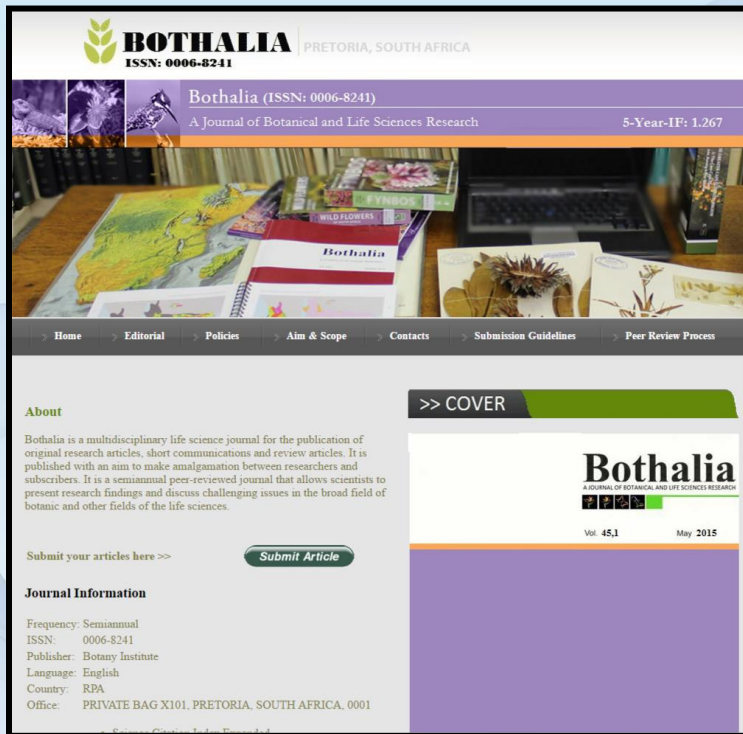 BOTHALIA
PRETORIA, SOUTH AFRICA
ISSN: 0006-8241
Bothalia (ISSN: 0006-8241)
A Journal of Botanical and Life Sciences Research
5-Year-IF: 1.267
FYNBOS
WILD FLOWERS
Bothalia
Home
Editorial
Policies
Aim & Scope
Contacts
Submission Guidelines
Peer Review Process
About
Bothalia is a multidisciplinary life science journal for the publication of
original research articles, short communications and review articles. It is
published with an aim to make amalgamation between researchers and
subscribers. It is a semiannual peer-reviewed journal that allows scientists to
present research findings and discuss challenging issues in the broad field of
botanic and other fields of the life sciences.
Submit your articles here >>
Submit Article
Journal Information
Frequency: Semiannual
ISSN: 0006-8241
Publisher: Botany Institute
Language: English
Country: RPA
Office: PRIVATE BAG X101, PRETORIA, SOUTH AFRICA, 0001
Science Citation Index Expanded
>> COVER
Bothalia
A JOURNAL OF BOTANICAL AND LIFE SCIENCES RESEARCH
Vol. 45,1 May 2015